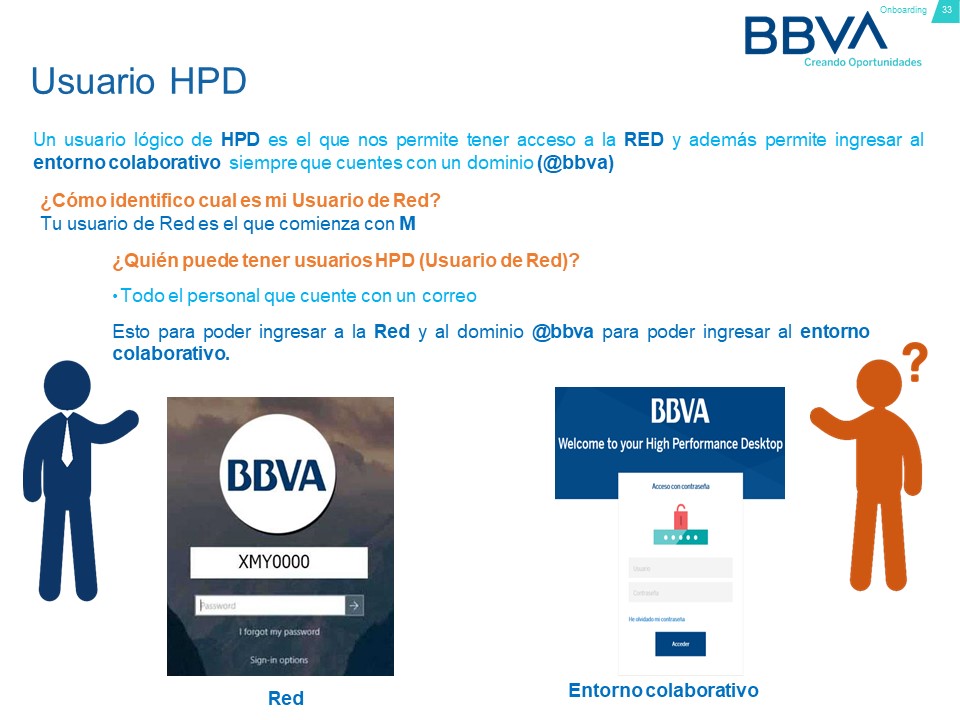 Onboarding 33
BBVA
Creando Oportunidades
Usuario HPD
Un usuario lógico de HPD es el que nos permite tener acceso a la RED y además permite ingresar al
entorno colaborativo siempre que cuentes con un dominio (@bbva)
¿Cómo identifico cual es mi Usuario de Red?
Tu usuario de Red es el que comienza con M
¿Quién puede tener usuarios HPD (Usuario de Red)?
• Todo el personal que cuente con un correo
Esto para poder ingresar a la Red y al dominio @bbva para poder ingresar al entorno
colaborativo.
?
BBVA
XMY0000
Password
I forgot my password
Sign-in options
Red
BBVA
Welcome to your High Performance Desktop
Acceso con contraseña
Usuario
Contraseña
He olvidado mi contraseña
Acceder
Entorno colaborativo